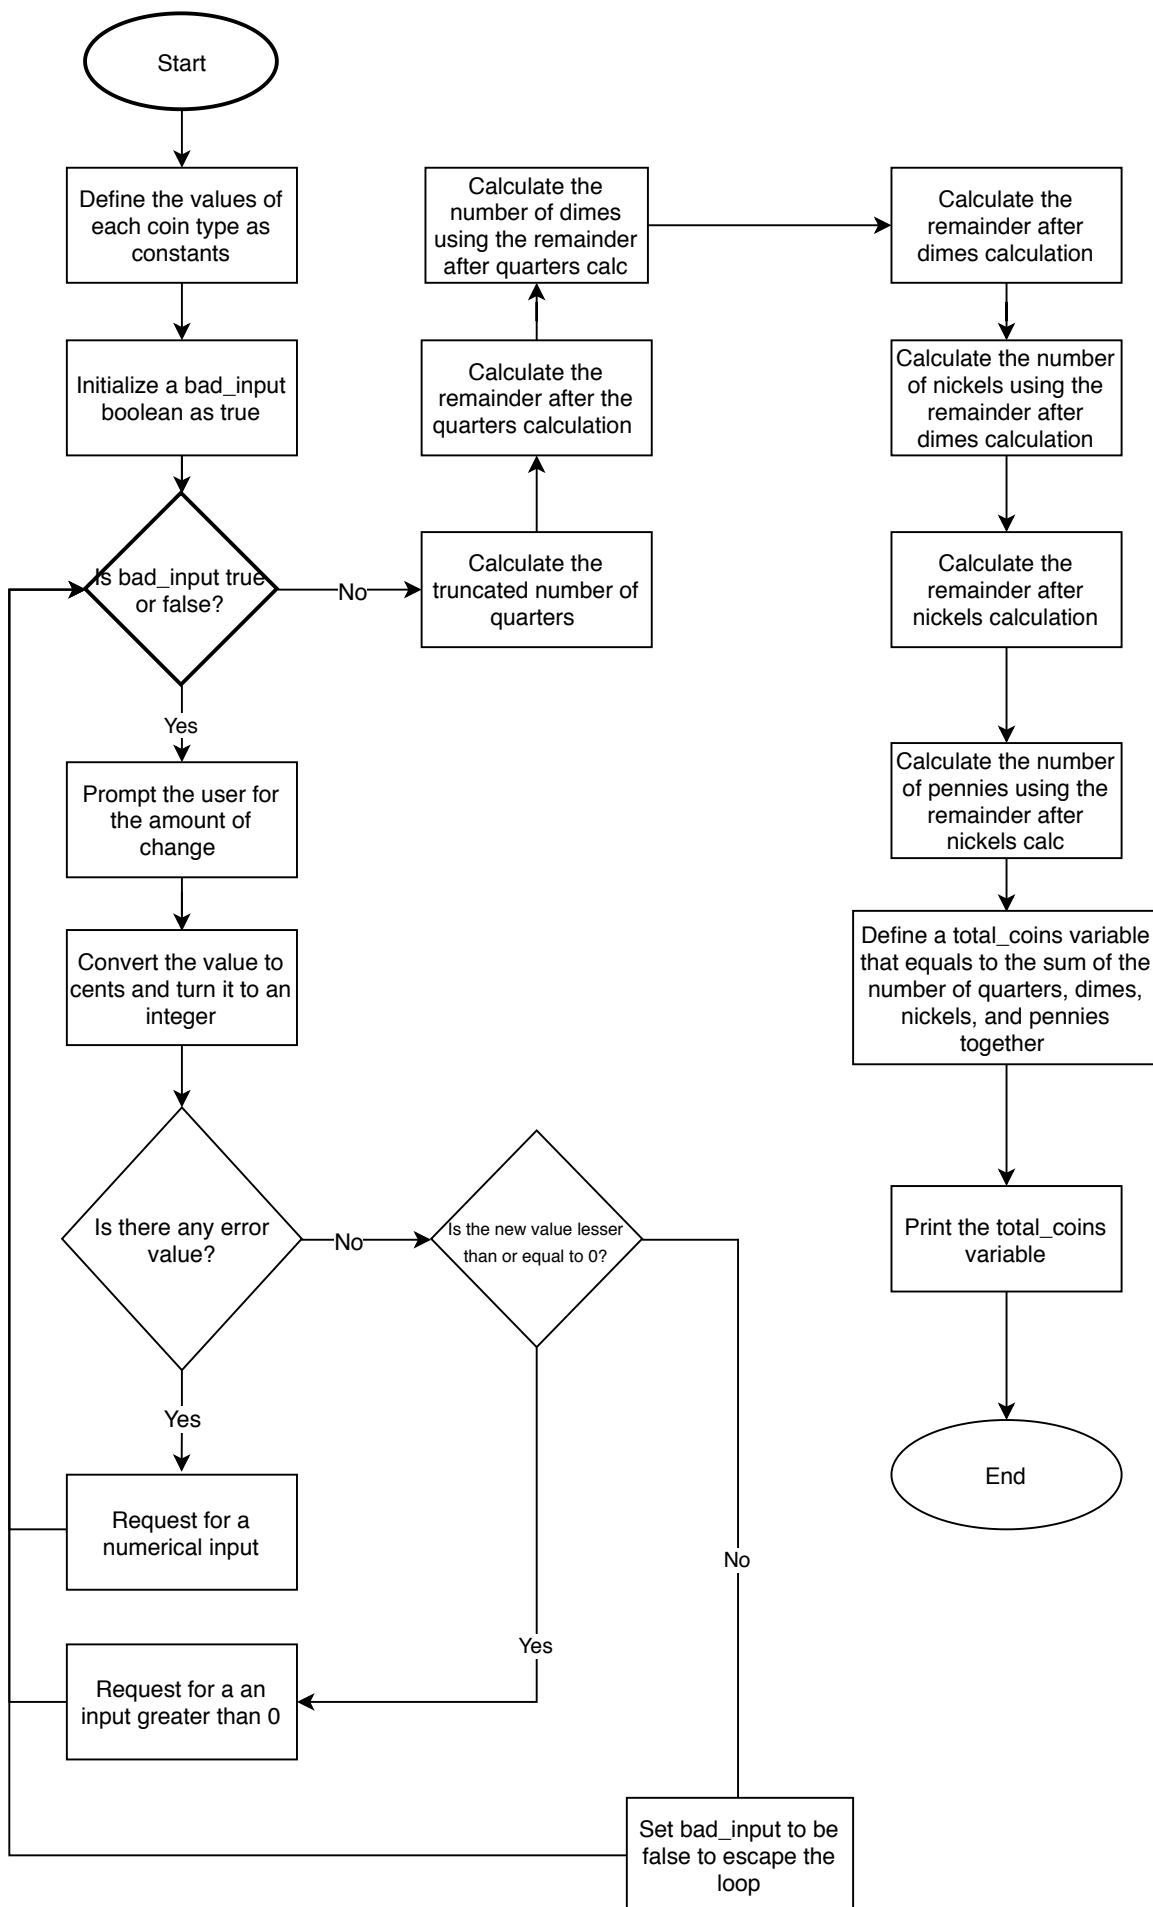 Start
Define the values of
each coin type as
constants
Initialize a bad_input
boolean as true
Is bad_input true
or false?
No
Yes
Prompt the user for
the amount of
change
Convert the value to
cents and turn it to an
integer
Is there any error
value?
No
Yes
Request for a
numerical input
Is the new value lesser
than or equal to 0?
Yes
Request for a an
input greater than 0
No
Set bad_input to be
false to escape the
loop
Calculate the
truncated number of
quarters
Calculate the
remainder after the
quarters calculation
Calculate the
number of dimes
using the remainder
after quarters calc
Calculate the
remainder after
dimes calculation
Calculate the number
of nickels using the
remainder after
dimes calculation
Calculate the
remainder after
nickels calculation
Calculate the number
of pennies using the
remainder after
nickels calc
Define a total_coins variable
that equals to the sum of the
number of quarters, dimes,
nickels, and pennies
together
Print the total_coins
variable
End